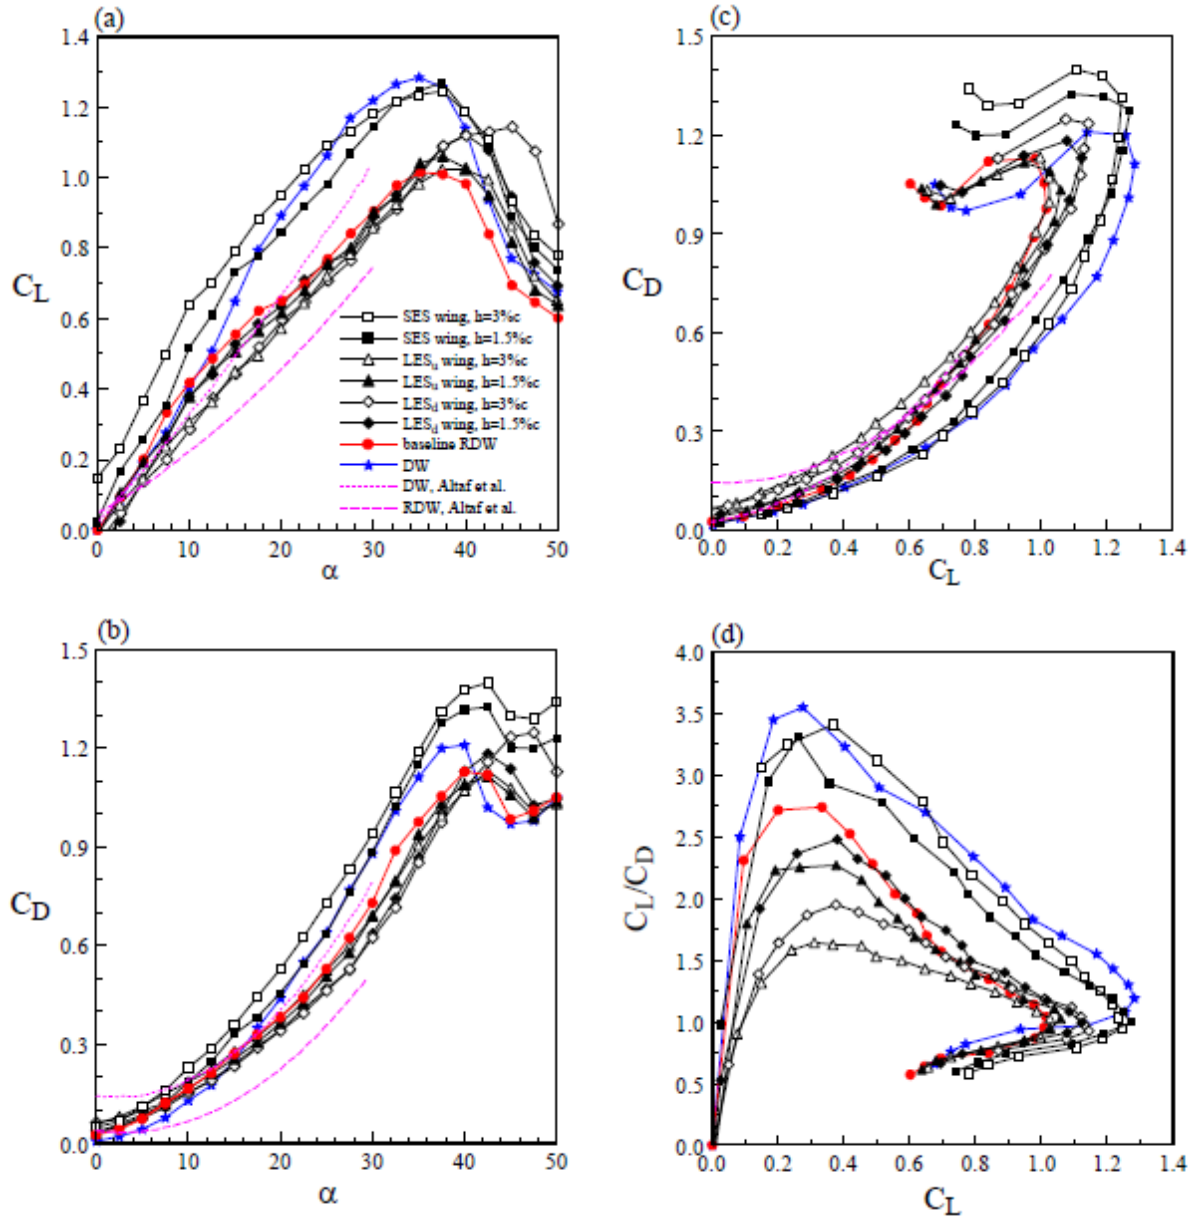 (a)
1.4
1.2
1.0
0.8
C_L
0.6
0.4
0.2
0.0
0 10 20 30 40 50
α
SES wing, h=3%c
SES wing, h=1.5%c
LES_u wing, h=3%c
LES_u wing, h=1.5%c
LES_d wing, h=3%c
LES_d wing, h=1.5%c
baseline RDW
DW
DW, Altaf et al.
RDW, Altaf et al.
(c)
1.5
1.2
0.9
C_D
0.6
0.3
0.0
0.0 0.2 0.4 0.6 0.8 1.0 1.2 1.4
C_L
(b)
1.5
1.2
0.9
C_D
0.6
0.3
0.0
0 10 20 30 40 50
α
(d)
4.0
3.5
3.0
2.5
C_L/C_D
2.0
1.5
1.0
0.5
0.0
0.0 0.2 0.4 0.6 0.8 1.0 1.2 1.4
C_L